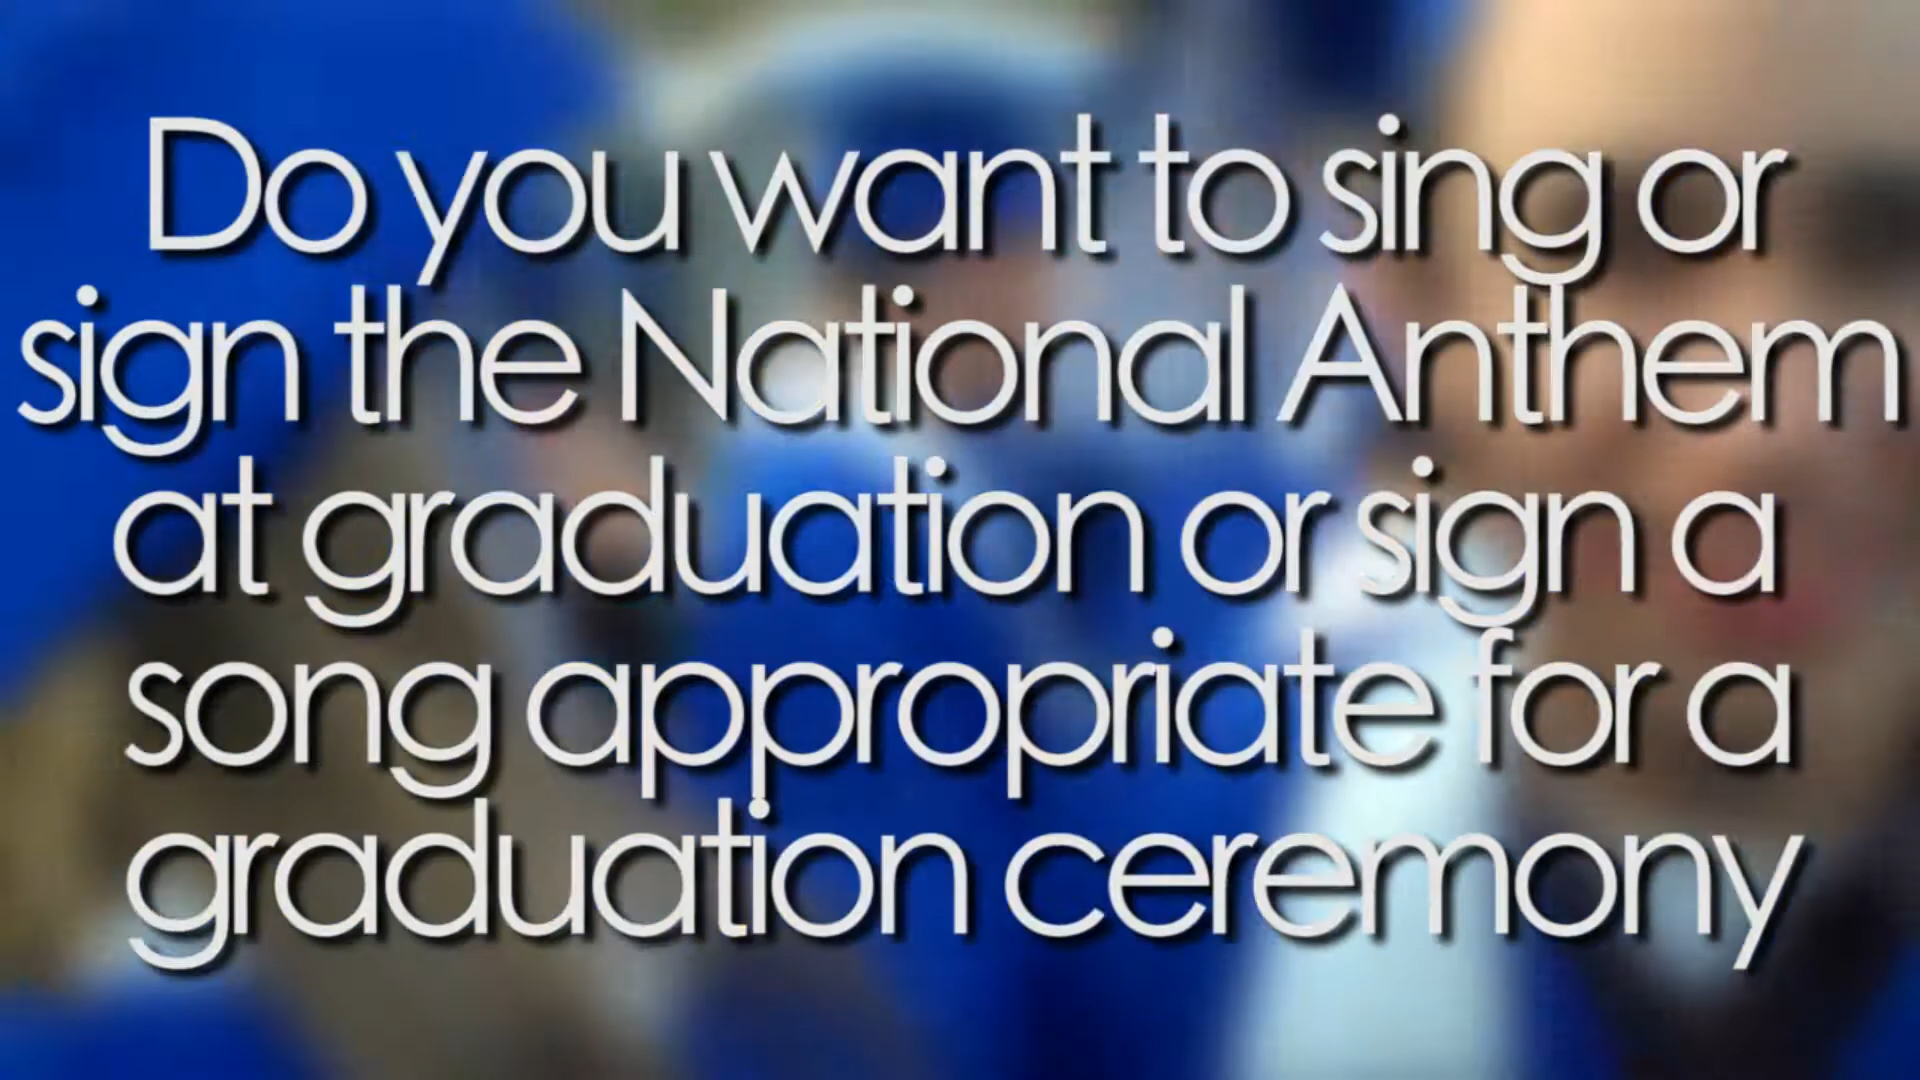 Do you want to sing or
sign the National Anthem
at graduation or sign a
song appropriate for a
graduation ceremony